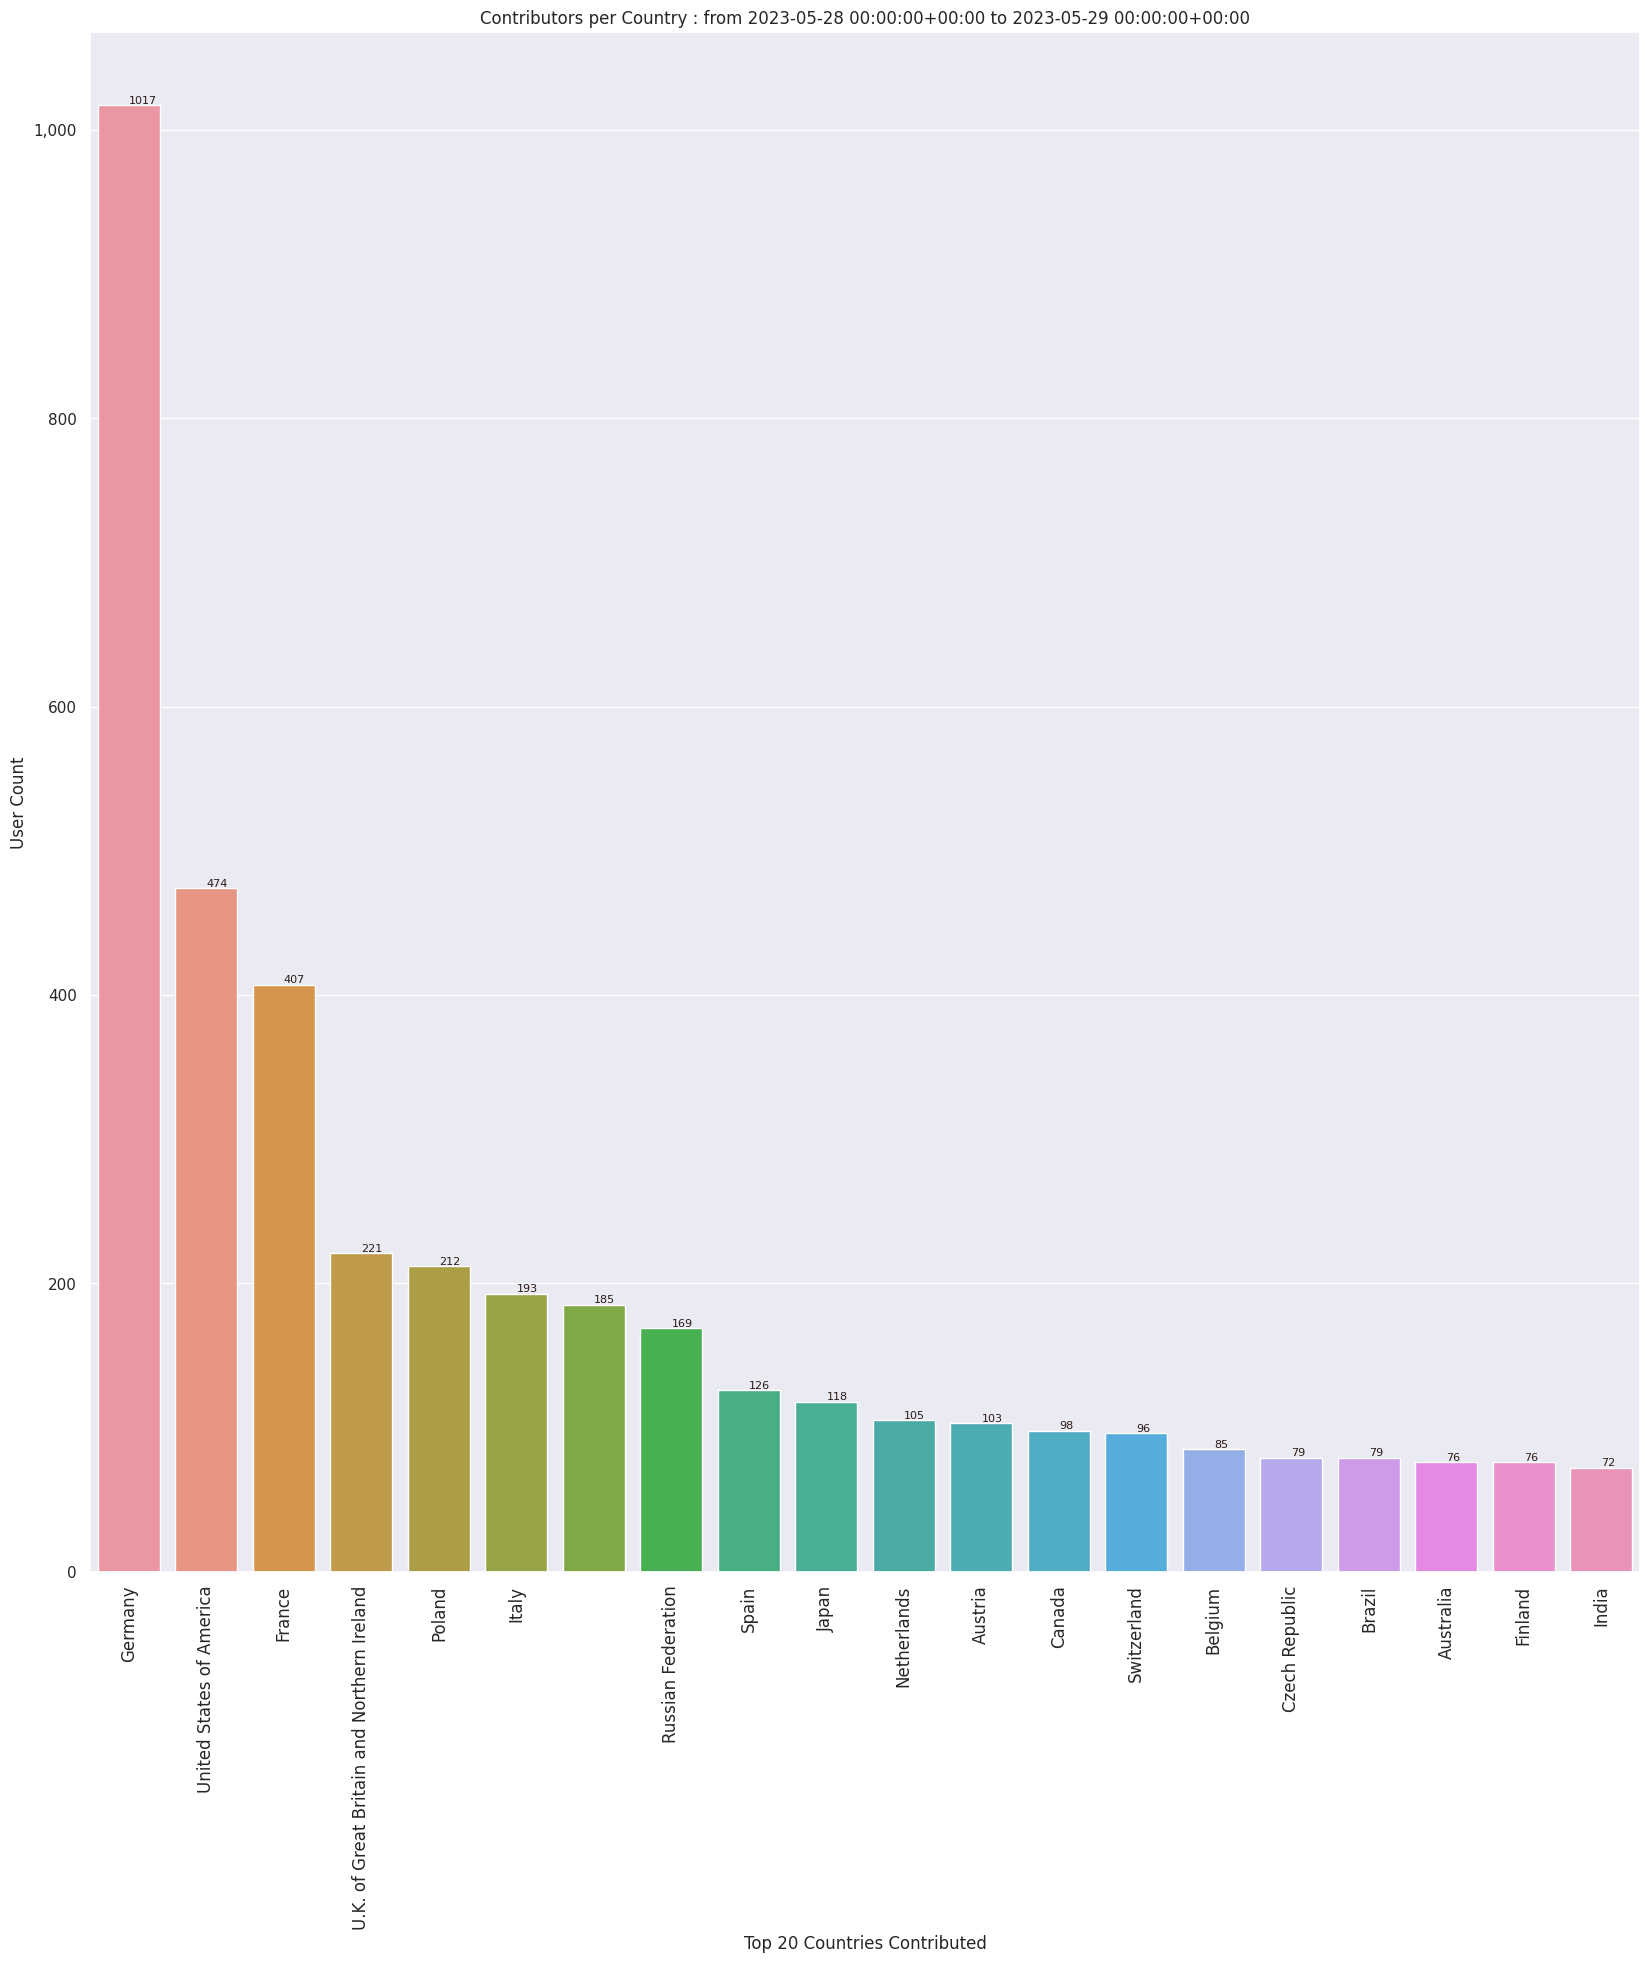 Contributors per Country : from 2023-05-28 00:00:00+00:00 to 2023-05-29 00:00:00+00:00
User Count
1,000
800
600
400
200
0
1017
474
407
221
212
193
185
169
126
118
105
103
98
96
85
79
79
76
76
72
Germany
United States of America
France
U.K. of Great Britain and Northern Ireland
Poland
Italy
Russian Federation
Spain
Japan
Netherlands
Austria
Canada
Switzerland
Belgium
Czech Republic
Brazil
Australia
Finland
India
Top 20 Countries Contributed